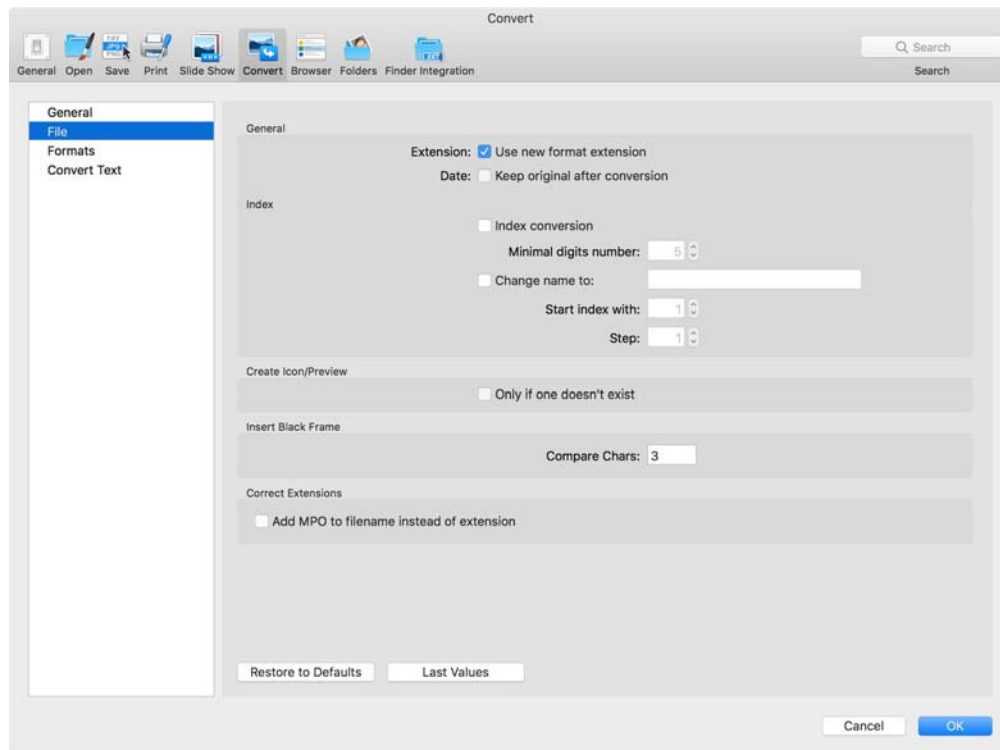 Convert
Search
General Open Save Print Slide Show Convert Browser Folders Finder Integration Search
General
File
Formats
Convert Text
General
Extension: Use new format extension
Date: Keep original after conversion
Index
Index conversion
Minimal digits number: 5
Change name to:
Start index with: 1
Step: 1
Create Icon/Preview
Only if one doesn't exist
Insert Black Frame
Compare Chars: 3
Correct Extensions
Add MPO to filename instead of extension
Restore to Defaults Last Values
Cancel OK